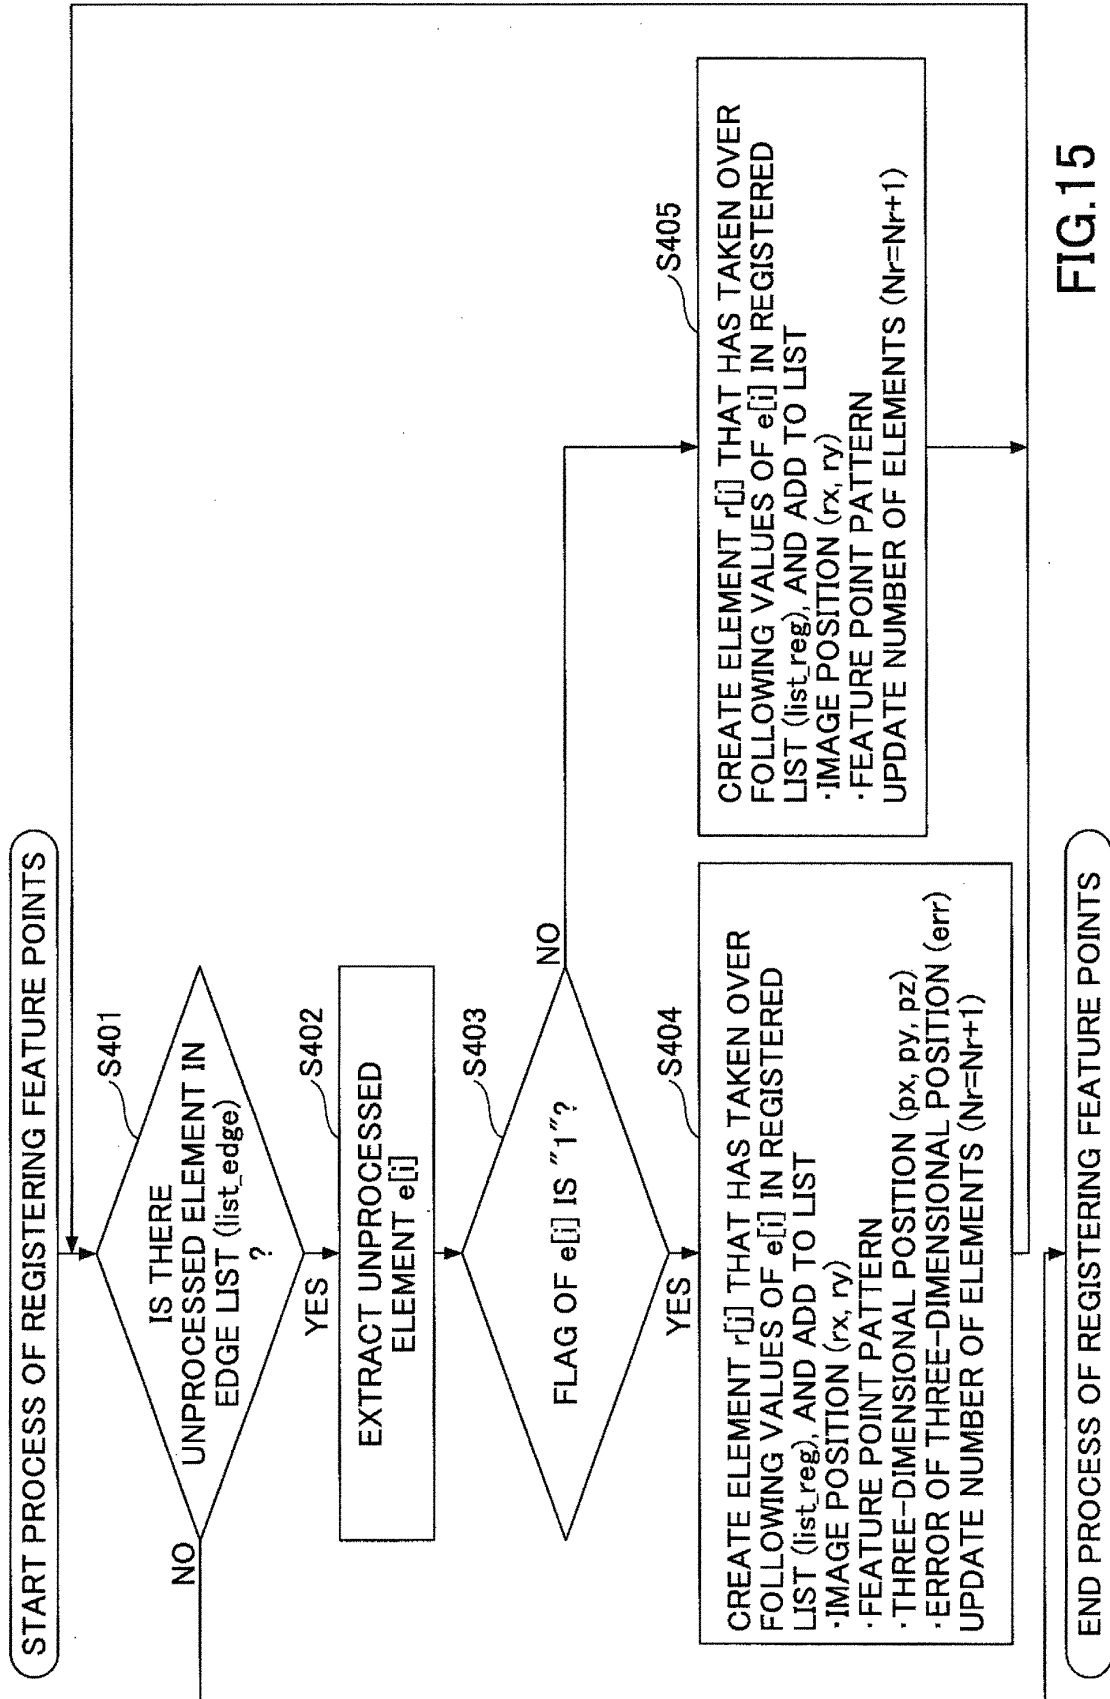 START PROCESS OF REGISTERING FEATURE POINTS
S401
IS THERE
UNPROCESSED ELEMENT IN
EDGE LIST (list_edge)
?
NO
YES
S402
EXTRACT UNPROCESSED
ELEMENT e[i]
S403
FLAG OF e[i] IS "1"?
NO
YES
S404
CREATE ELEMENT r[j] THAT HAS TAKEN OVER
FOLLOWING VALUES OF e[i] IN REGISTERED
LIST (list_reg), AND ADD TO LIST
·IMAGE POSITION (rx, ry)
·FEATURE POINT PATTERN
·THREE-DIMENSIONAL POSITION (px, py, pz)
·ERROR OF THREE-DIMENSIONAL POSITION (err)
UPDATE NUMBER OF ELEMENTS (Nr=Nr+1)
S405
CREATE ELEMENT r[j] THAT HAS TAKEN OVER
FOLLOWING VALUES OF e[i] IN REGISTERED
LIST (list_reg), AND ADD TO LIST
·IMAGE POSITION (rx, ry)
·FEATURE POINT PATTERN
UPDATE NUMBER OF ELEMENTS (Nr=Nr+1)
END PROCESS OF REGISTERING FEATURE POINTS
FIG.15